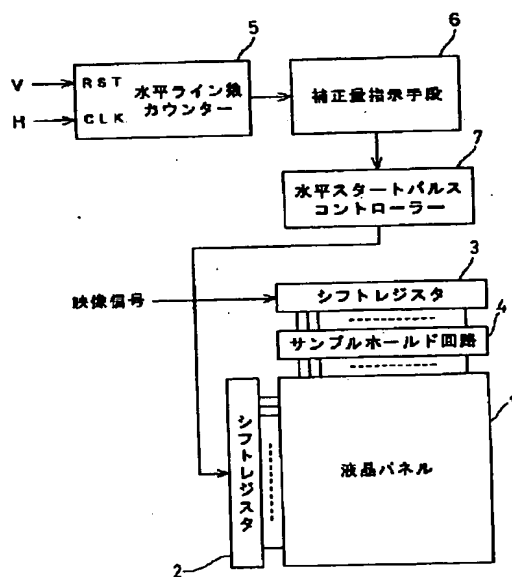 5
6
V
RST
水平ライン数
H
CLK
カウンター
補正量指示手段
7
水平スタートパルス
コントローラー
3
映像信号
シフトレジスタ
4
サンプルホールド回路
1
シフトレジスタ
液晶パネル
2